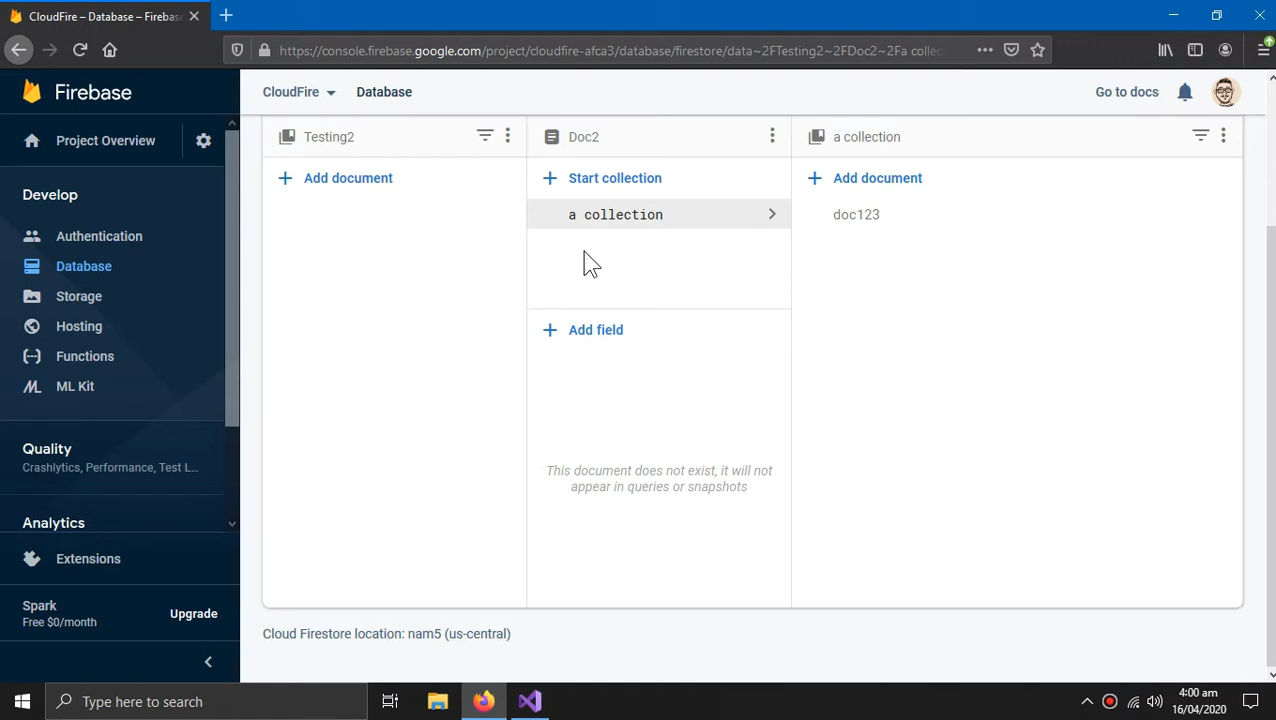 CloudFire – Database – Firebase
https://console.firebase.google.com/project/cloudfire-afca3/database/firestore/data~2FTesting2~2FDoc2~2Fa collec
Firebase
CloudFire
Database
Go to docs
Project Overview
Testing2
Doc2
a collection
Add document
Start collection
Add document
Develop
a collection
doc123
Authentication
Database
Storage
Hosting
Add field
Functions
ML Kit
Quality
Crashlytics, Performance, Test L...
This document does not exist, it will not
appear in queries or snapshots
Analytics
Extensions
Spark
Free $0/month
Upgrade
Cloud Firestore location: nam5 (us-central)
Type here to search
4:00 am
16/04/2020